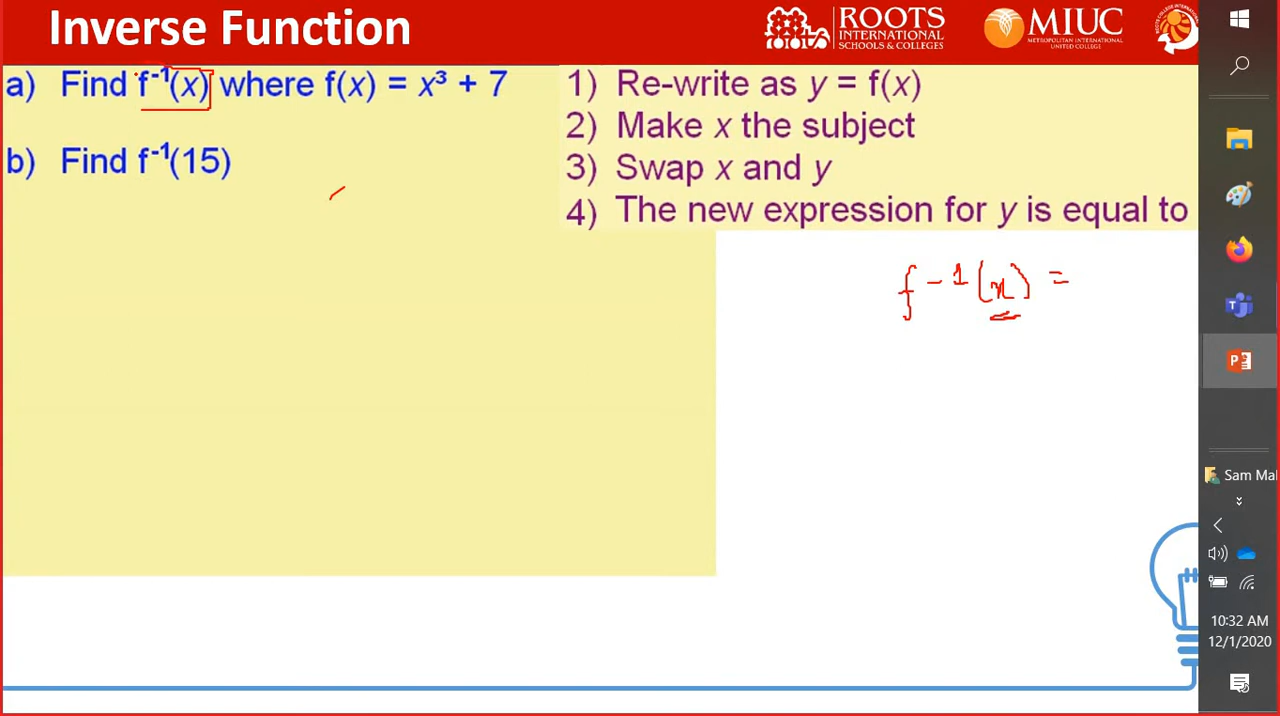 Inverse Function
ROOTS
INTERNATIONAL
SCHOOLS & COLLEGES
MIUC
METROPOLITAN INTERNATIONAL
UNITED COLLEGE
a) Find f⁻¹(x) where f(x) = x³ + 7
b) Find f⁻¹(15)
1) Re-write as y = f(x)
2) Make x the subject
3) Swap x and y
4) The new expression for y is equal to
f⁻¹(x) =
Sam Mal
10:32 AM
12/1/2020